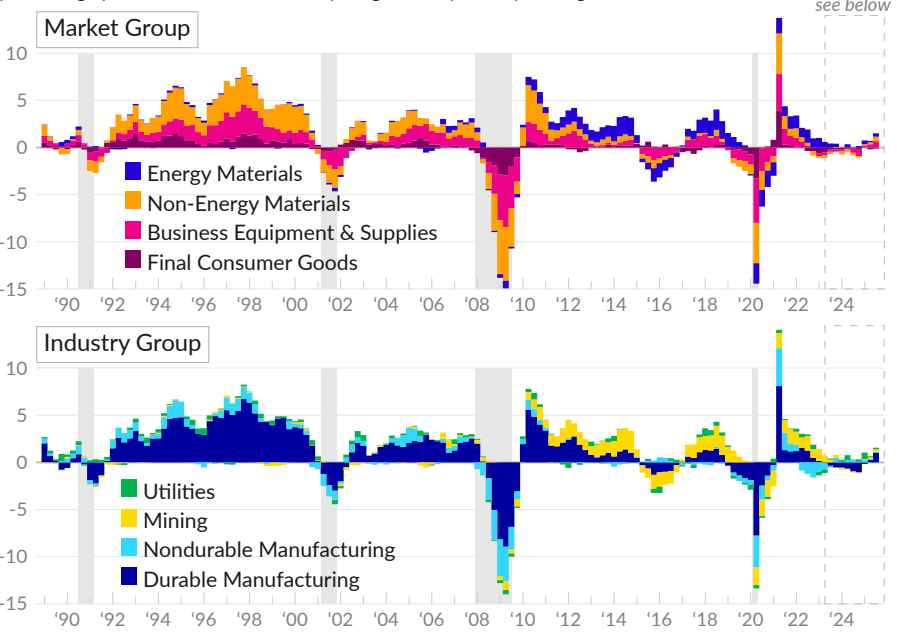 see below
Market Group
10
5
0
-5
-10
-15
Energy Materials
Non-Energy Materials
Business Equipment & Supplies
Final Consumer Goods
‘90 ‘92 ‘94 ‘96 ‘98 ‘00 ‘02 ‘04 ‘06 ‘08 ‘10 ‘12 ‘14 ‘16 ‘18 ‘20 ‘22 ‘24
Industry Group
10
5
0
-5
-10
-15
Utilities
Mining
Nondurable Manufacturing
Durable Manufacturing
‘90 ‘92 ‘94 ‘96 ‘98 ‘00 ‘02 ‘04 ‘06 ‘08 ‘10 ‘12 ‘14 ‘16 ‘18 ‘20 ‘22 ‘24